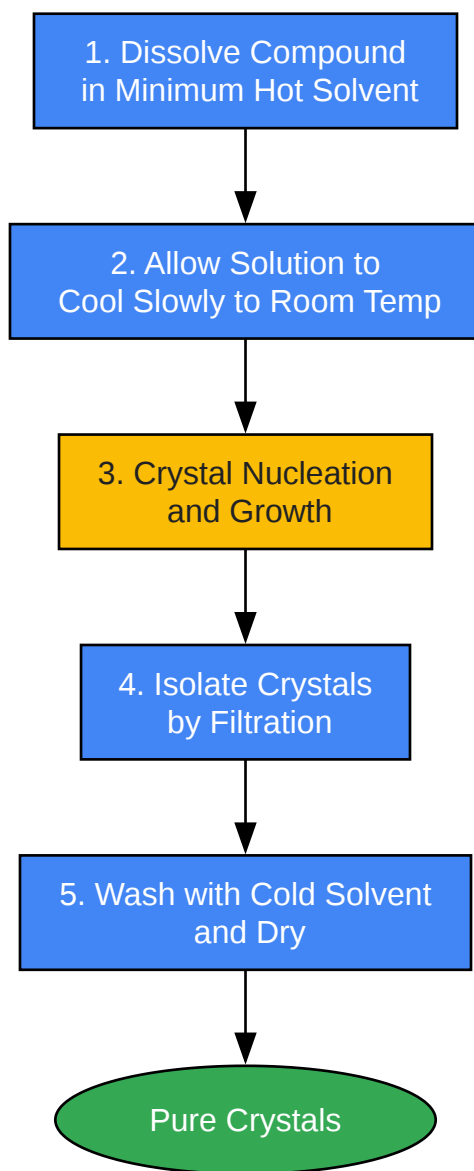 1. Dissolve Compound
in Minimum Hot Solvent
2. Allow Solution to
Cool Slowly to Room Temp
3. Crystal Nucleation
and Growth
4. Isolate Crystals
by Filtration
5. Wash with Cold Solvent
and Dry
Pure Crystals